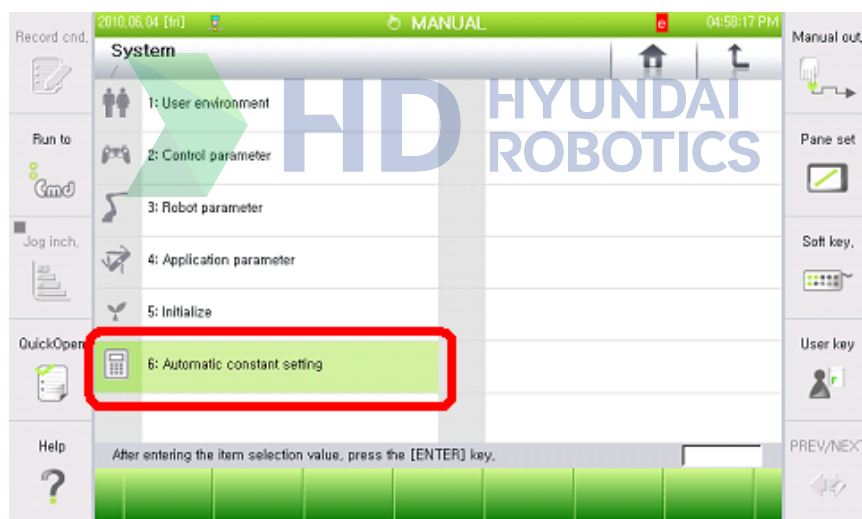 2010.06.04 [fri]
MANUAL
e
04:58:17 PM
System
Record cnd.
Run to
Cmd
Jog inch.
QuickOpen
Help
?
1: User environment
2: Control parameter
3: Robot parameter
4: Application parameter
5: Initialize
6: Automatic constant setting
HD HYUNDAI
ROBOTICS
After entering the item selection value, press the [ENTER] key.
Manual out.
Pane set
Soft key.
User key
r
PREV/NEXT